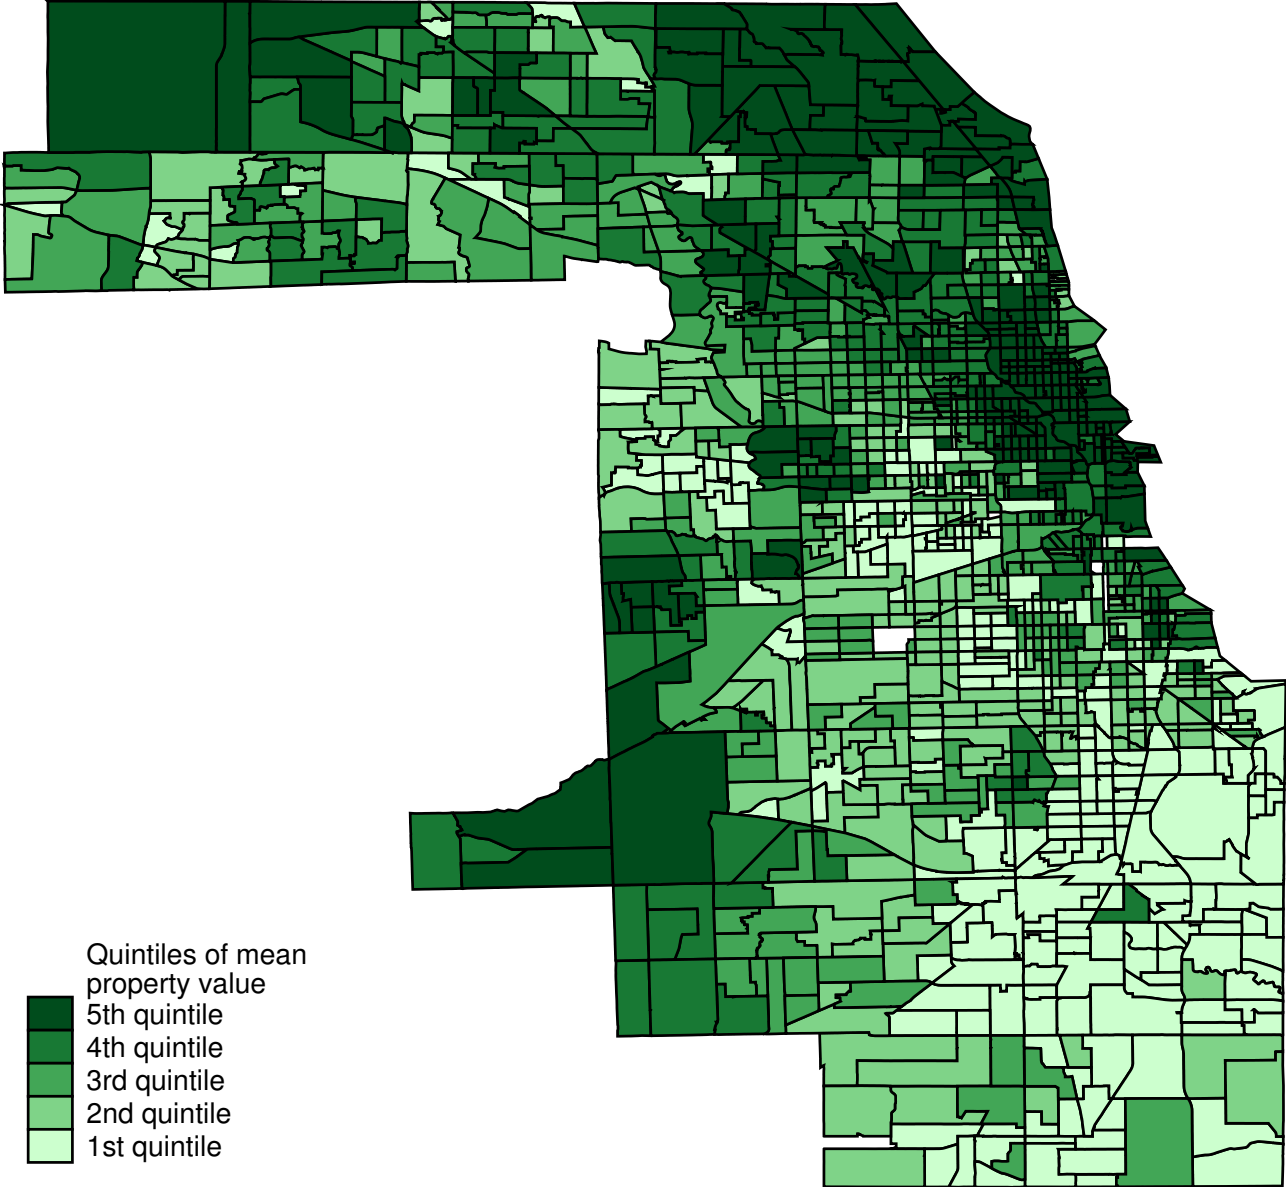 Quintiles of mean
property value
5th quintile
4th quintile
3rd quintile
2nd quintile
1st quintile